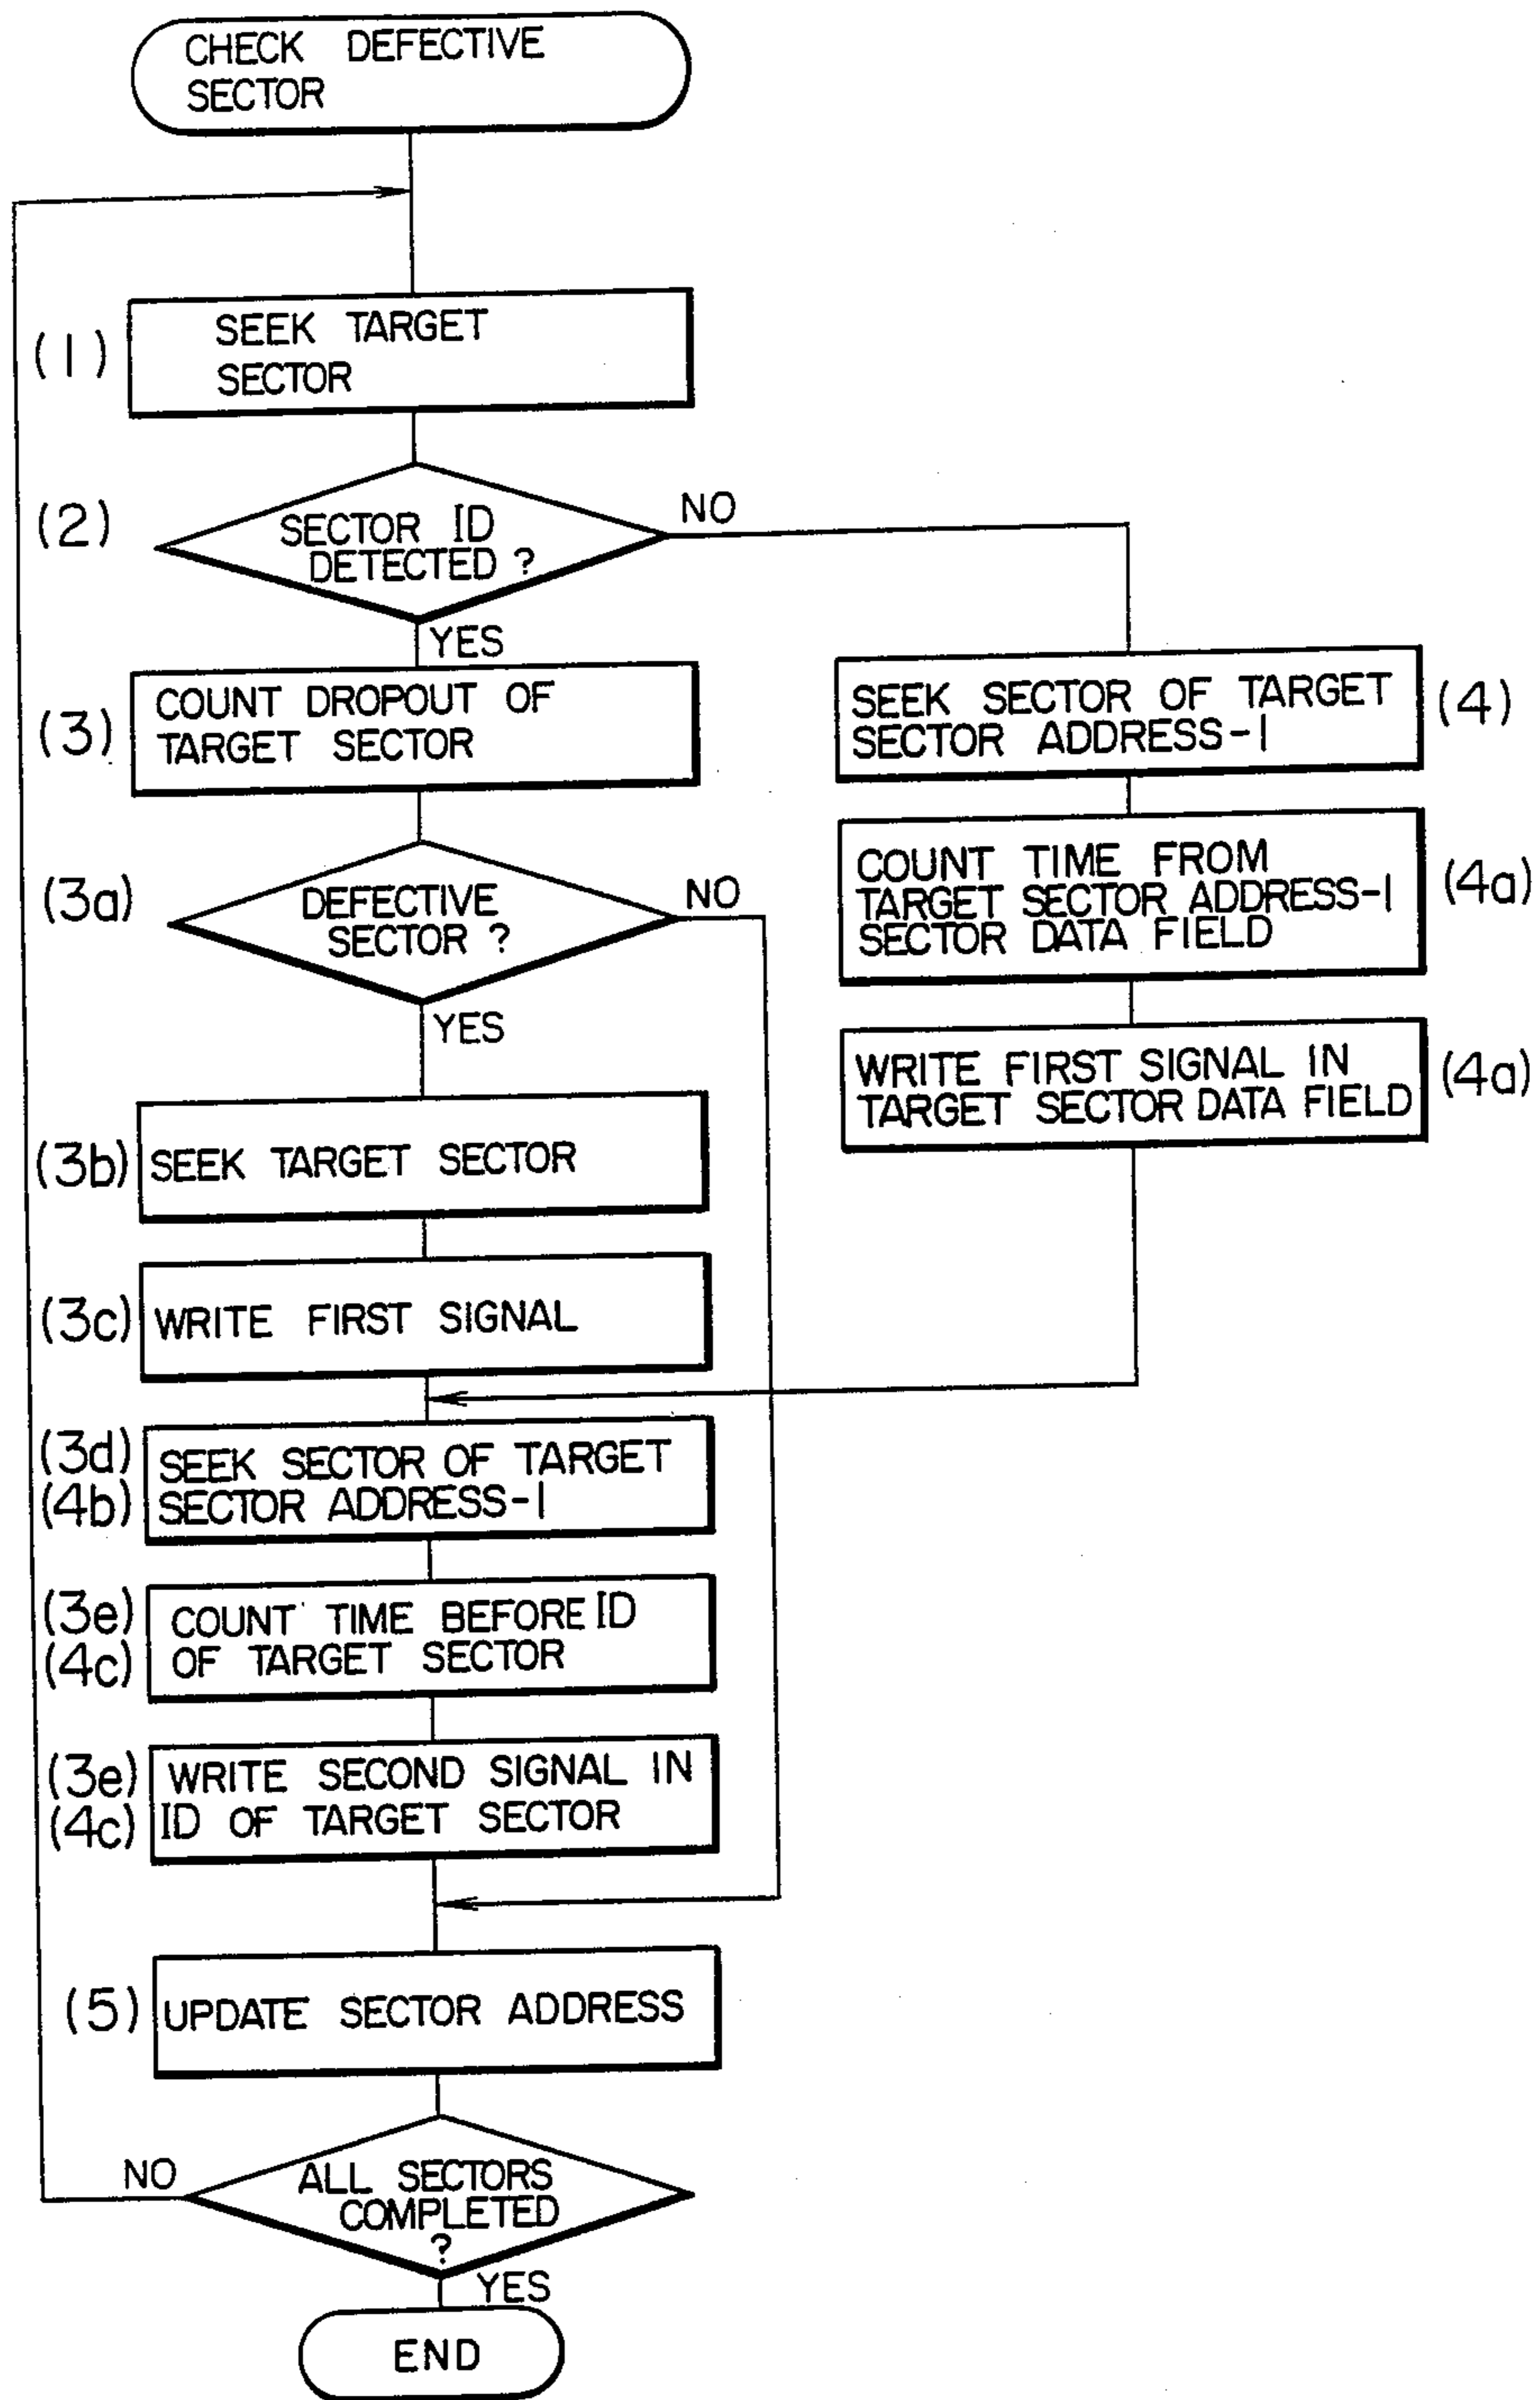 CHECK DEFECTIVE
SECTOR
(1)
SEEK TARGET
SECTOR
(2)
SECTOR ID
DETECTED ?
NO
YES
(3)
COUNT DROPOUT OF
TARGET SECTOR
SEEK SECTOR OF TARGET
SECTOR ADDRESS-1
(4)
(3a)
DEFECTIVE
SECTOR ?
NO
YES
COUNT TIME FROM
TARGET SECTOR ADDRESS-1
SECTOR DATA FIELD
(4a)
WRITE FIRST SIGNAL IN
TARGET SECTOR DATA FIELD
(4a)
(3b)
SEEK TARGET SECTOR
(3c)
WRITE FIRST SIGNAL
(3d)
(4b)
SEEK SECTOR OF TARGET
SECTOR ADDRESS-1
(3e)
(4c)
COUNT TIME BEFORE ID
OF TARGET SECTOR
(3e)
(4c)
WRITE SECOND SIGNAL IN
ID OF TARGET SECTOR
(5)
UPDATE SECTOR ADDRESS
NO
ALL SECTORS
COMPLETED
?
YES
END